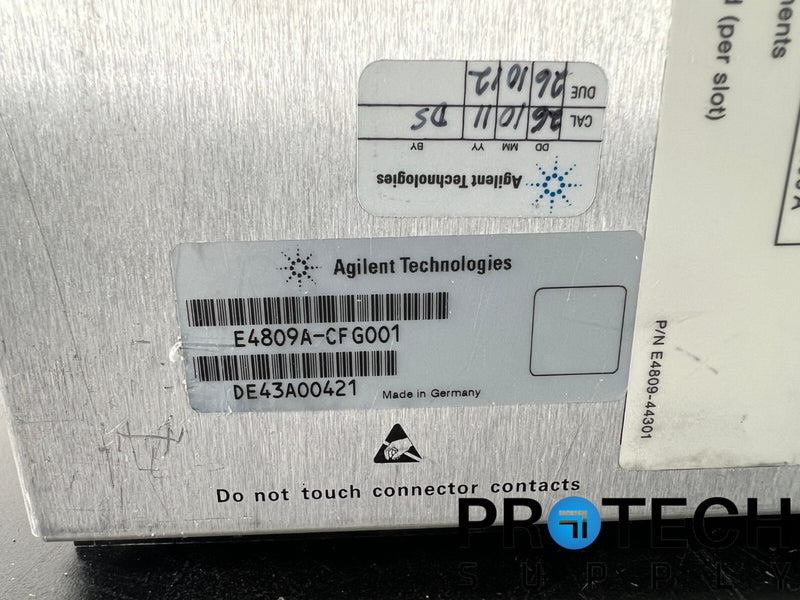 Agilent Technologies
DD MM YY BY
CAL 26 10 11 DS
DUE 26 10 12
ments
d (per slot)
Agilent Technologies
E4809A-CFG001
DE43A00421
Made in Germany
P/N E4809-44301
Do not touch connector contacts
PROTECH
SUPPLY